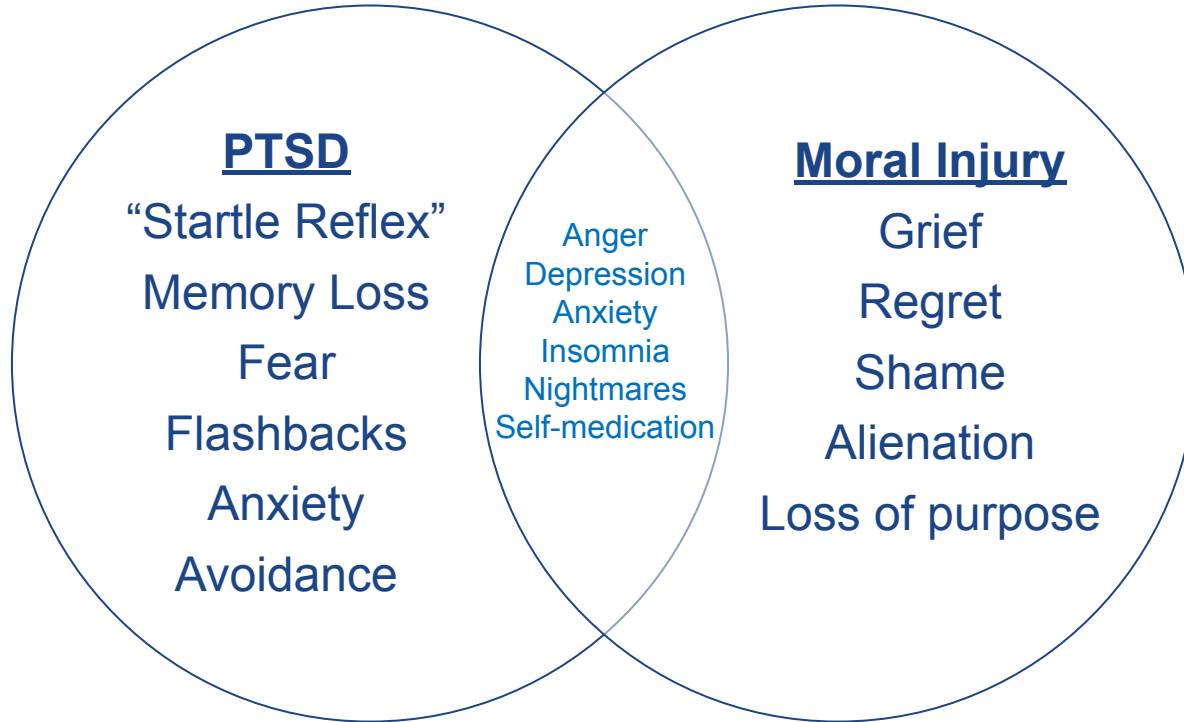 PTSD
“Startle Reflex”
Memory Loss
Fear
Flashbacks
Anxiety
Avoidance
Anger
Depression
Anxiety
Insomnia
Nightmares
Self-medication
Moral Injury
Grief
Regret
Shame
Alienation
Loss of purpose